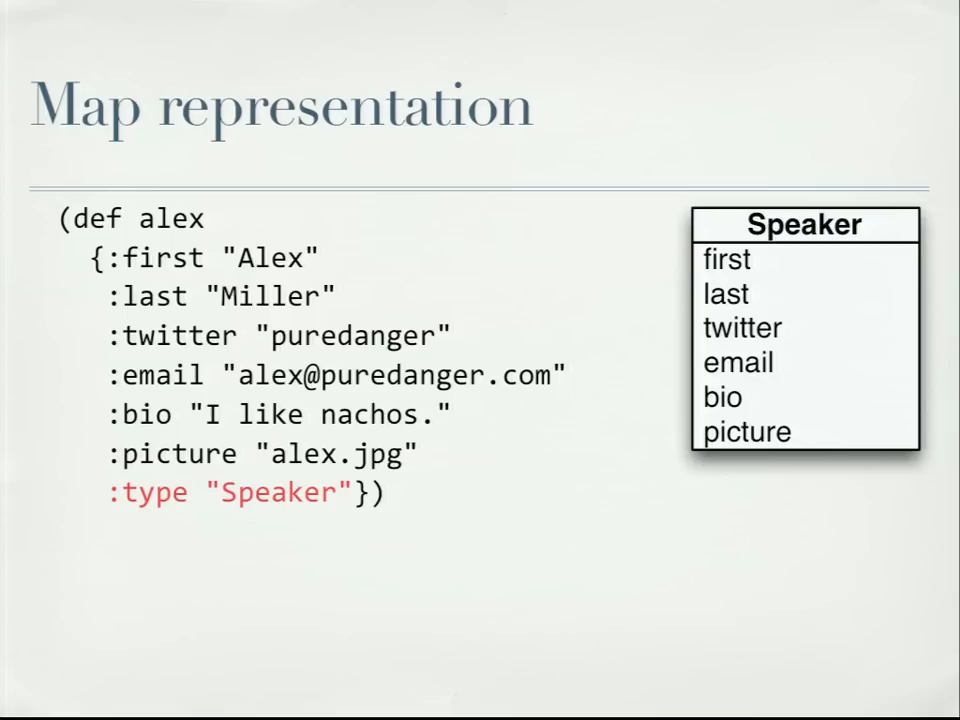 Map representation
(def alex
{:first "Alex"
:last "Miller"
:twitter "puredanger"
:email "alex@puredanger.com"
:bio "I like nachos."
:picture "alex.jpg"
:type "Speaker"})
Speaker
first
last
twitter
email
bio
picture